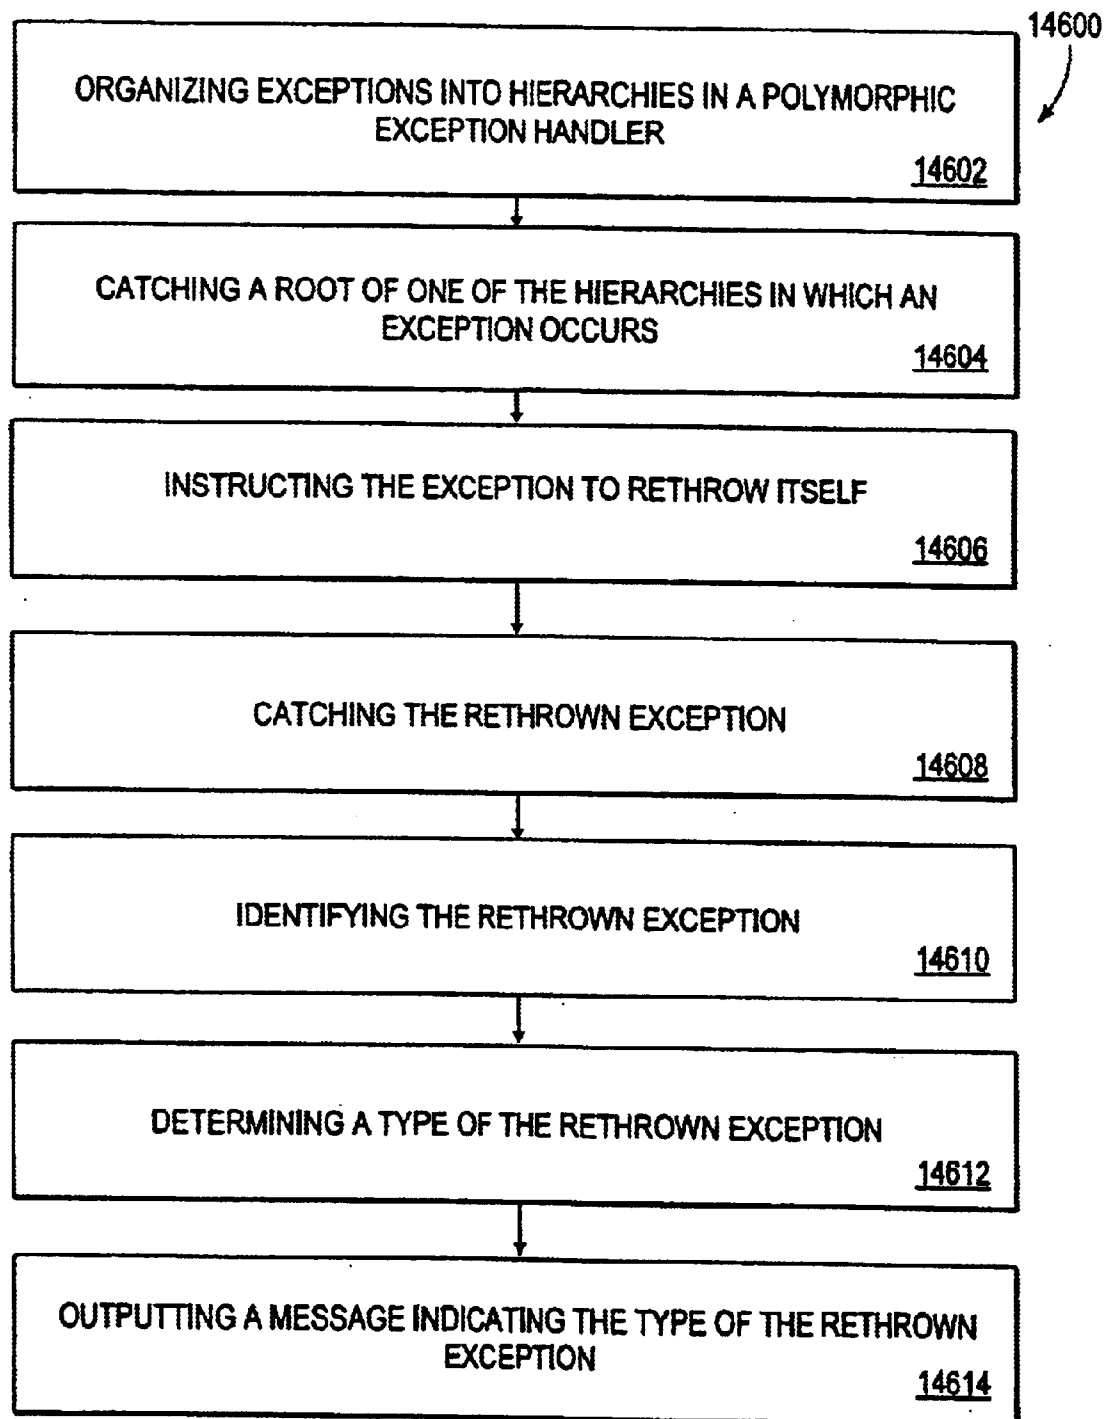 14600
ORGANIZING EXCEPTIONS INTO HIERARCHIES IN A POLYMORPHIC
EXCEPTION HANDLER
14602
CATCHING A ROOT OF ONE OF THE HIERARCHIES IN WHICH AN
EXCEPTION OCCURS
14604
INSTRUCTING THE EXCEPTION TO RETHROW ITSELF
14606
CATCHING THE RETHROWN EXCEPTION
14608
IDENTIFYING THE RETHROWN EXCEPTION
14610
DETERMINING A TYPE OF THE RETHROWN EXCEPTION
14612
OUTPUTTING A MESSAGE INDICATING THE TYPE OF THE RETHROWN
EXCEPTION
14614